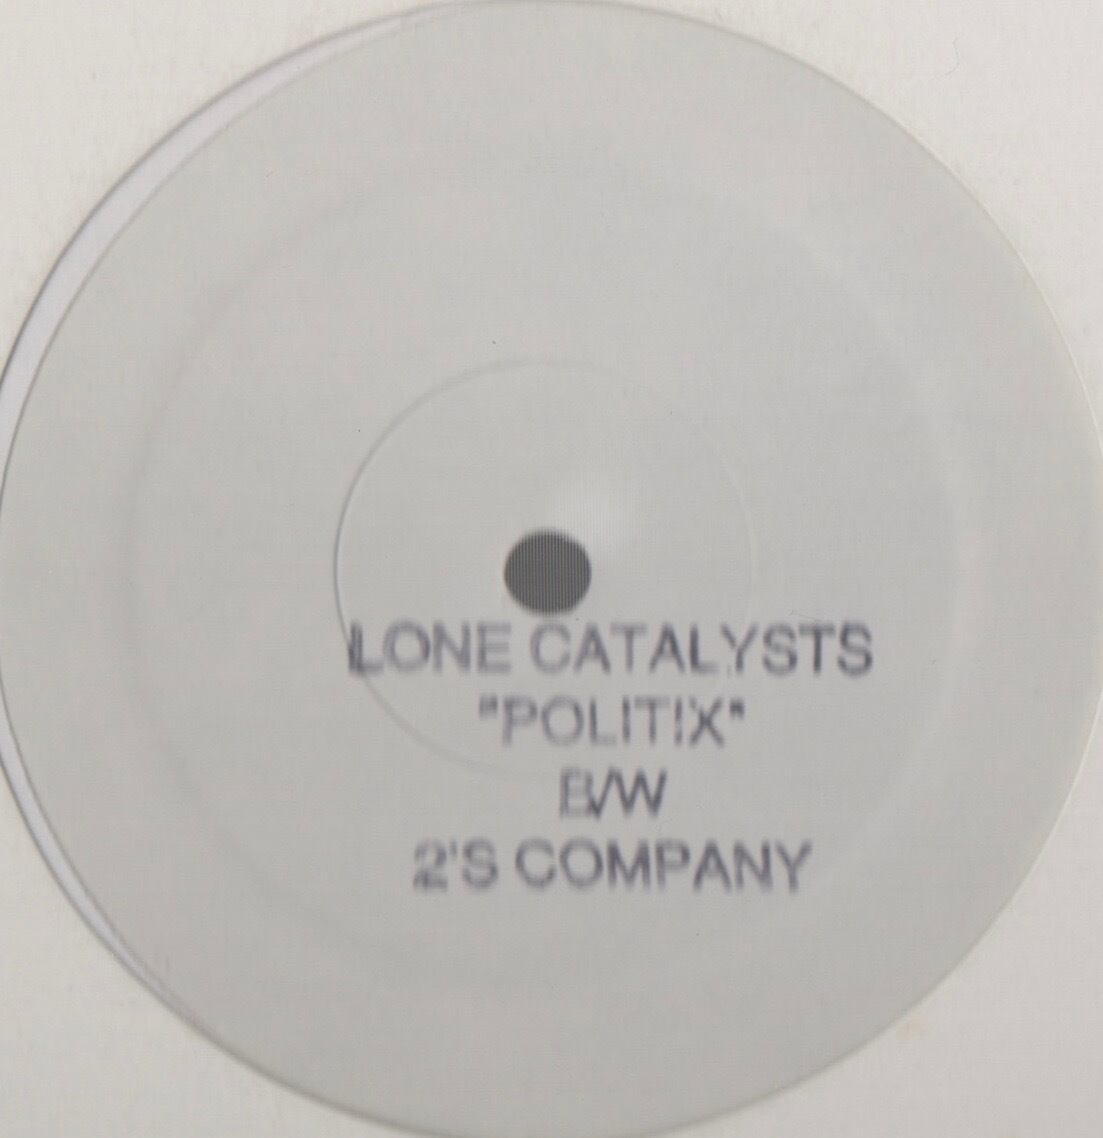 LONE CATALYSTS
"POLITIX"
B/W
2'S COMPANY